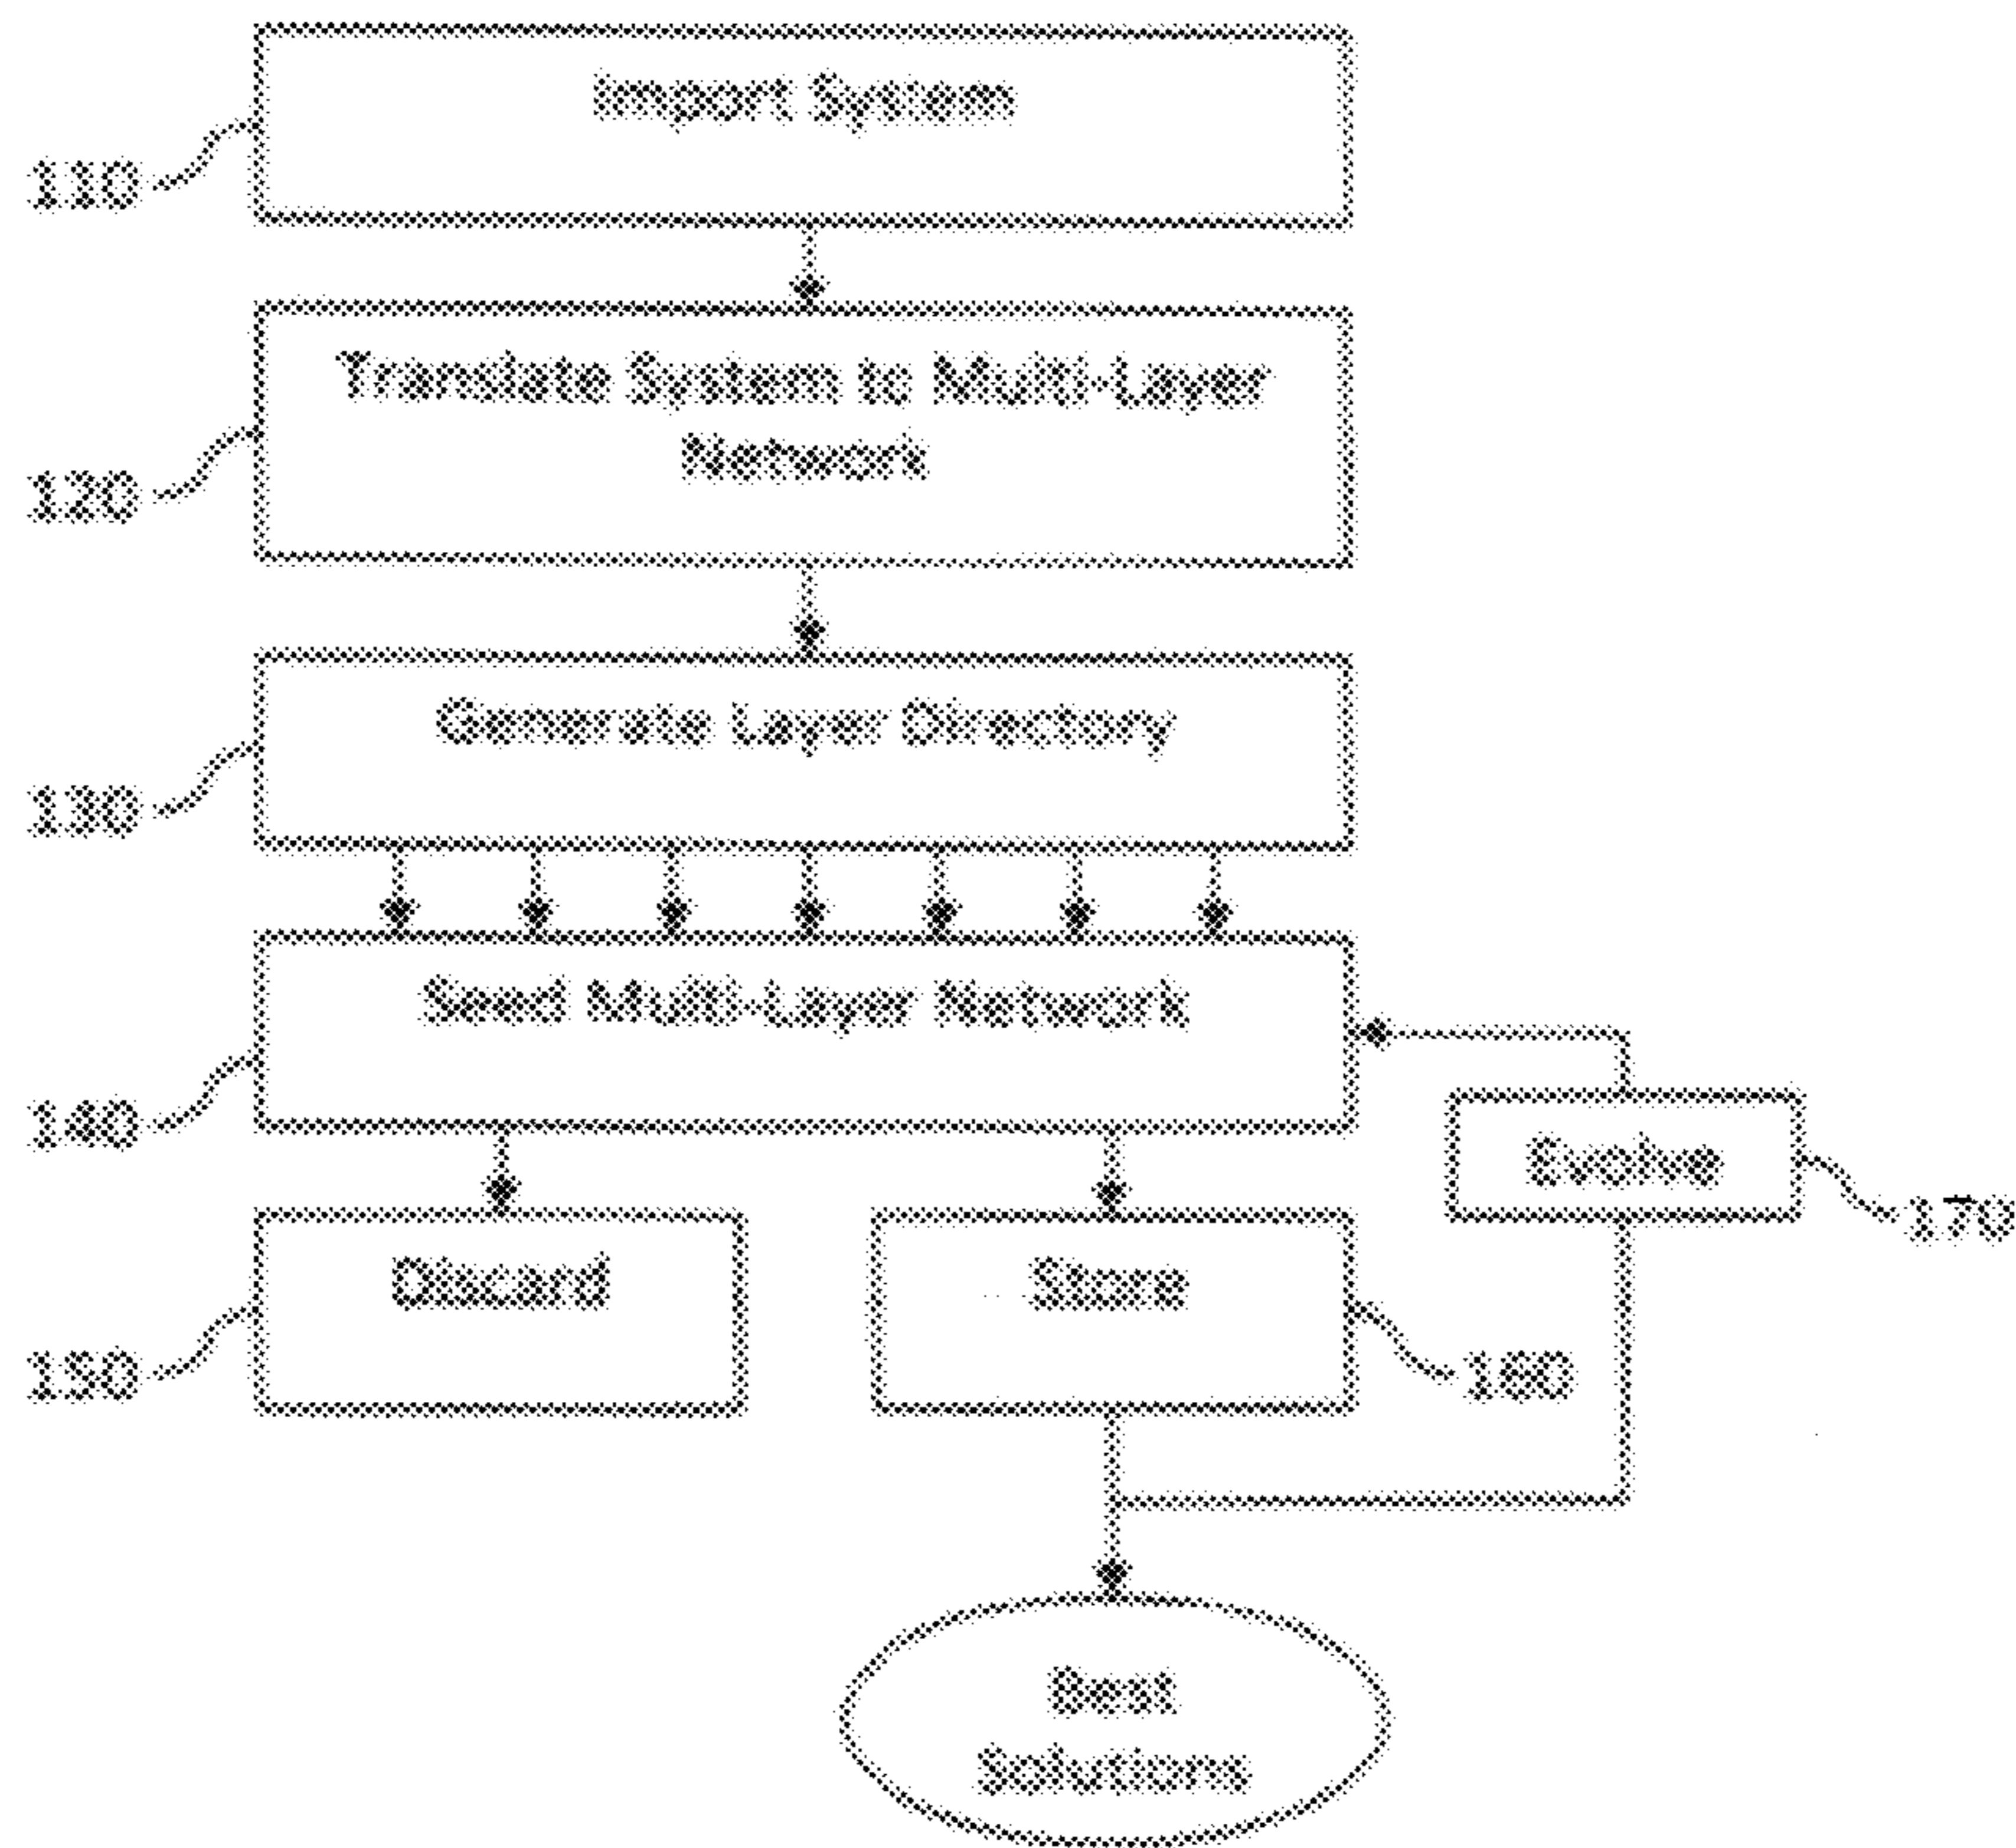 Import System
110
Translate System to Multi-Layer
Network
120
Generate Layer Directory
130
Seed Multi-Layer Network
140
Evolve
170
Discard
150
Store
160
Best
Solutions